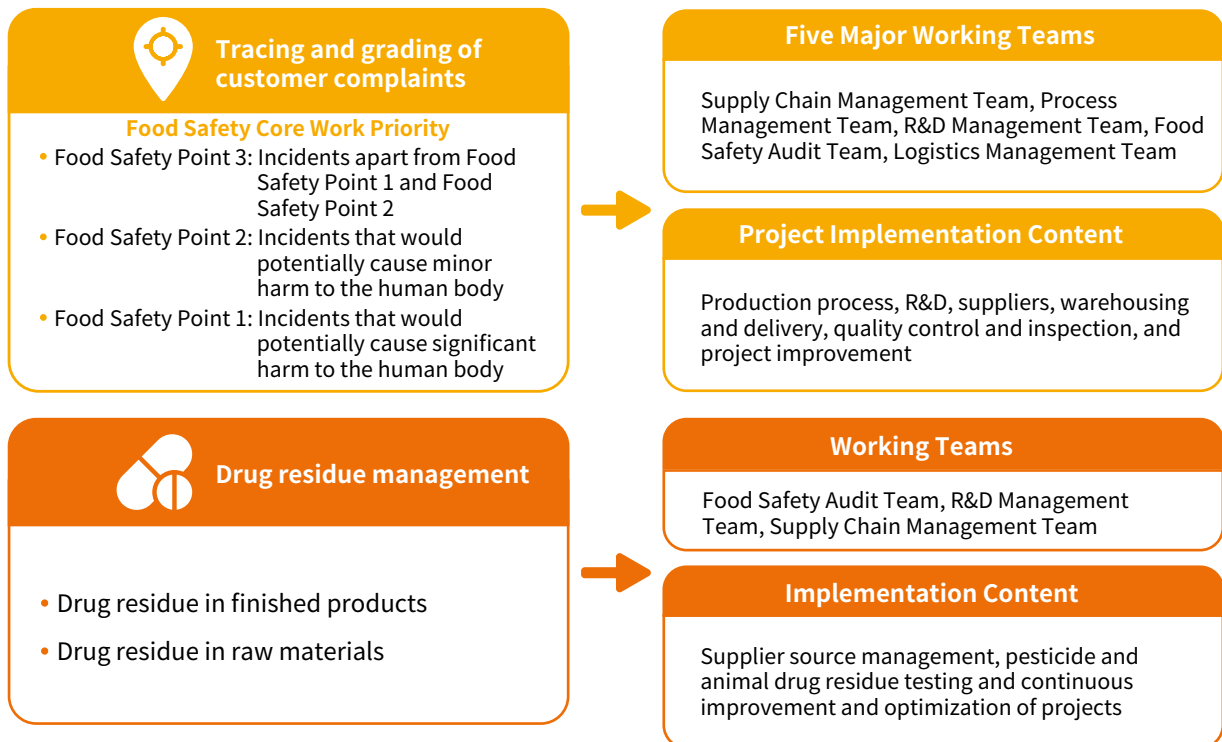 Tracing and grading of
customer complaints
Food Safety Core Work Priority
• Food Safety Point 3: Incidents apart from Food
Safety Point 1 and Food
Safety Point 2
• Food Safety Point 2: Incidents that would
potentially cause minor
harm to the human body
• Food Safety Point 1: Incidents that would
potentially cause significant
harm to the human body
Five Major Working Teams
Supply Chain Management Team, Process
Management Team, R&D Management Team, Food
Safety Audit Team, Logistics Management Team
Project Implementation Content
Production process, R&D, suppliers, warehousing
and delivery, quality control and inspection, and
project improvement
Drug residue management
• Drug residue in finished products
• Drug residue in raw materials
Working Teams
Food Safety Audit Team, R&D Management
Team, Supply Chain Management Team
Implementation Content
Supplier source management, pesticide and
animal drug residue testing and continuous
improvement and optimization of projects